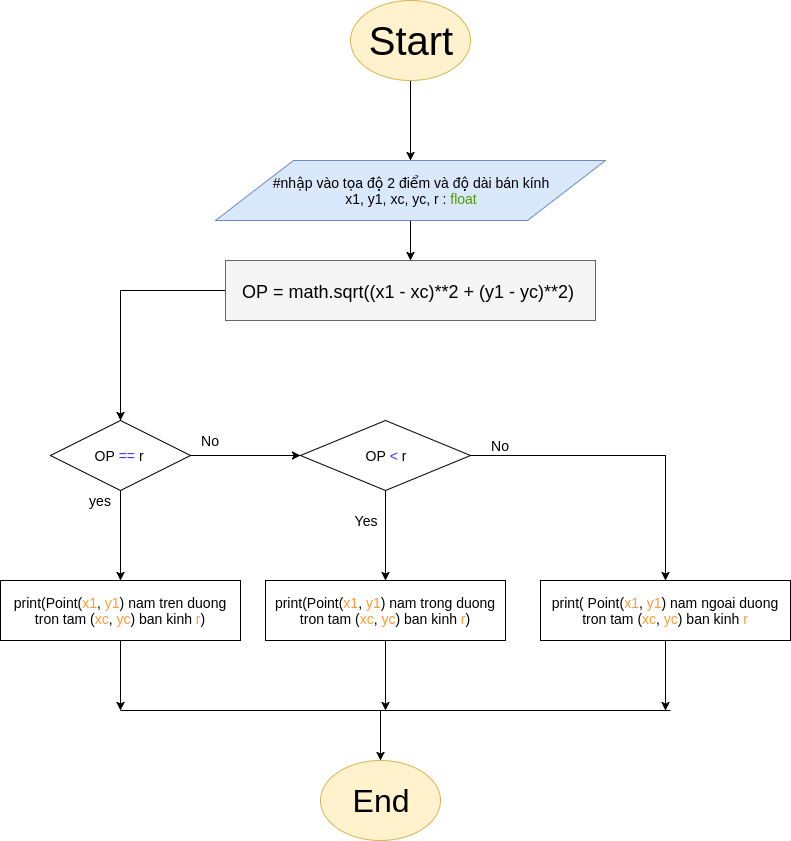 Start
#nhập vào tọa độ 2 điểm và độ dài bán kính
x1, y1, xc, yc, r : float
OP = math.sqrt((x1 - xc)**2 + (y1 - yc)**2)
OP == r
No
OP < r
No
yes
Yes
print(Point(x1, y1) nam tren duong
tron tam (xc, yc) ban kinh r)
print(Point(x1, y1) nam trong duong
tron tam (xc, yc) ban kinh r)
print( Point(x1, y1) nam ngoai duong
tron tam (xc, yc) ban kinh r
End